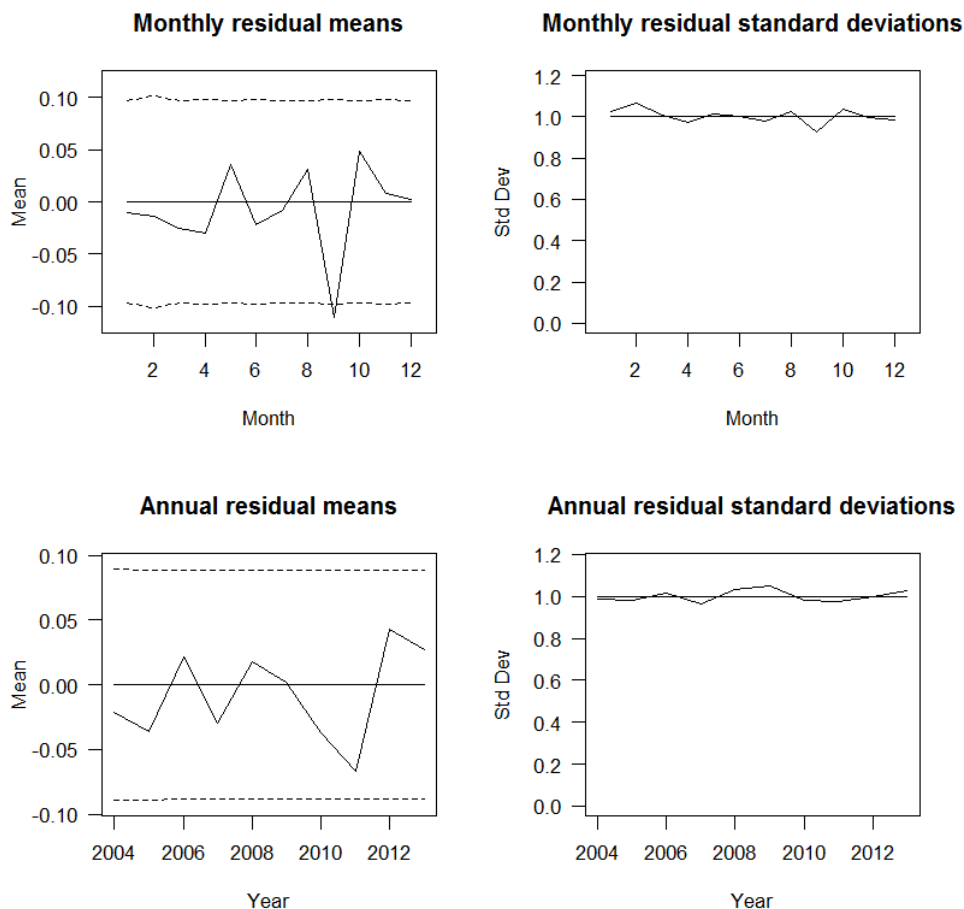 Monthly residual means
0.10
0.05
0.00
-0.05
-0.10
Mean
2 4 6 8 10 12
Month
Monthly residual standard deviations
1.2
1.0
0.8
0.6
0.4
0.2
0.0
Std Dev
2 4 6 8 10 12
Month
Annual residual means
0.10
0.05
0.00
-0.05
-0.10
Mean
2004 2006 2008 2010 2012
Year
Annual residual standard deviations
1.2
1.0
0.8
0.6
0.4
0.2
0.0
Std Dev
2004 2006 2008 2010 2012
Year